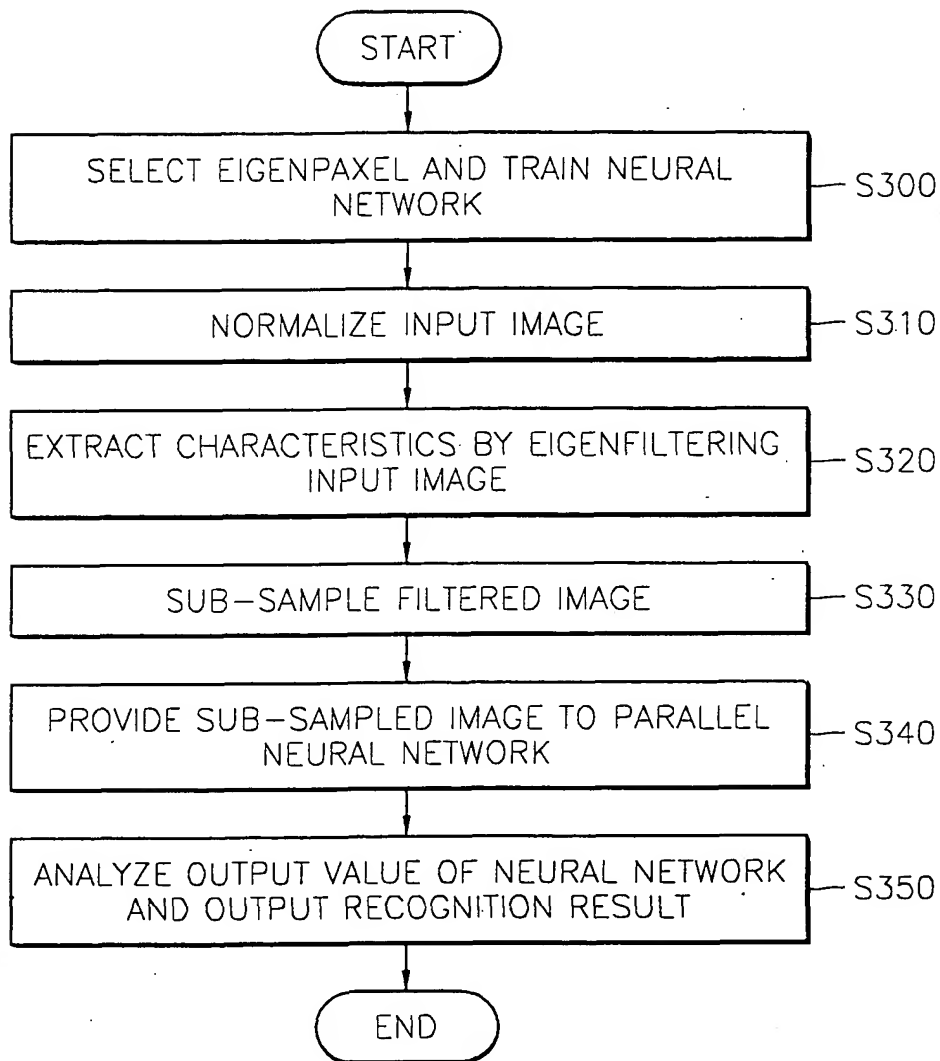 START
SELECT EIGENPAXEL AND TRAIN NEURAL
NETWORK
S300
NORMALIZE INPUT IMAGE
S310
EXTRACT CHARACTERISTICS BY EIGENFILTERING
INPUT IMAGE
S320
SUB-SAMPLE FILTERED IMAGE
S330
PROVIDE SUB-SAMPLED IMAGE TO PARALLEL
NEURAL NETWORK
S340
ANALYZE OUTPUT VALUE OF NEURAL NETWORK
AND OUTPUT RECOGNITION RESULT
S350
END